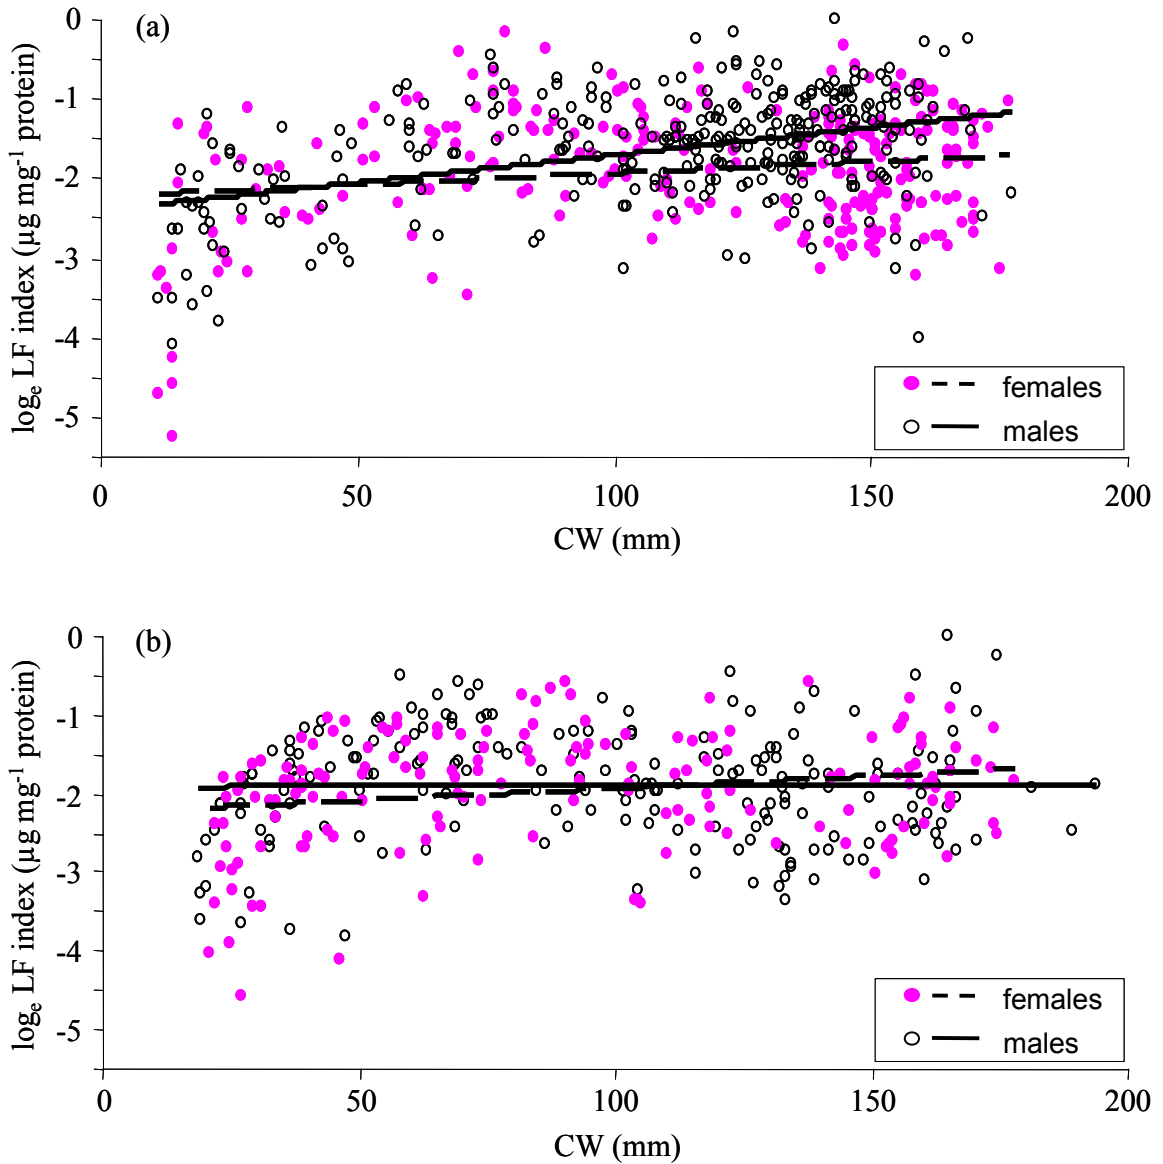 (a)
0
-1
-2
-3
-4
-5
logₑ LF index (µg mg⁻¹ protein)
females
males
0 50 100 150 200
CW (mm)
(b)
0
-1
-2
-3
-4
-5
logₑ LF index (µg mg⁻¹ protein)
females
males
0 50 100 150 200
CW (mm)